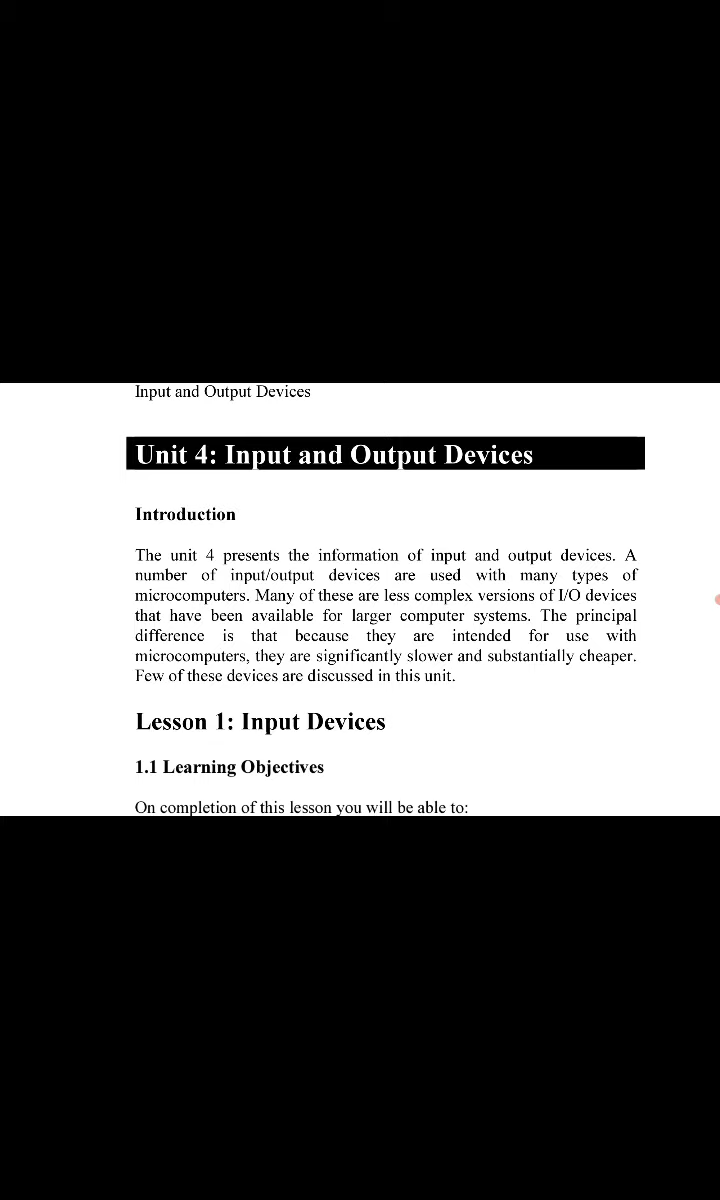 Input and Output Devices
Unit 4: Input and Output Devices
Introduction
The unit 4 presents the information of input and output devices. A
number of input/output devices are used with many types of
microcomputers. Many of these are less complex versions of I/O devices
that have been available for larger computer systems. The principal
difference is that because they are intended for use with
microcomputers, they are significantly slower and substantially cheaper.
Few of these devices are discussed in this unit.
Lesson 1: Input Devices
1.1 Learning Objectives
On completion of this lesson you will be able to: